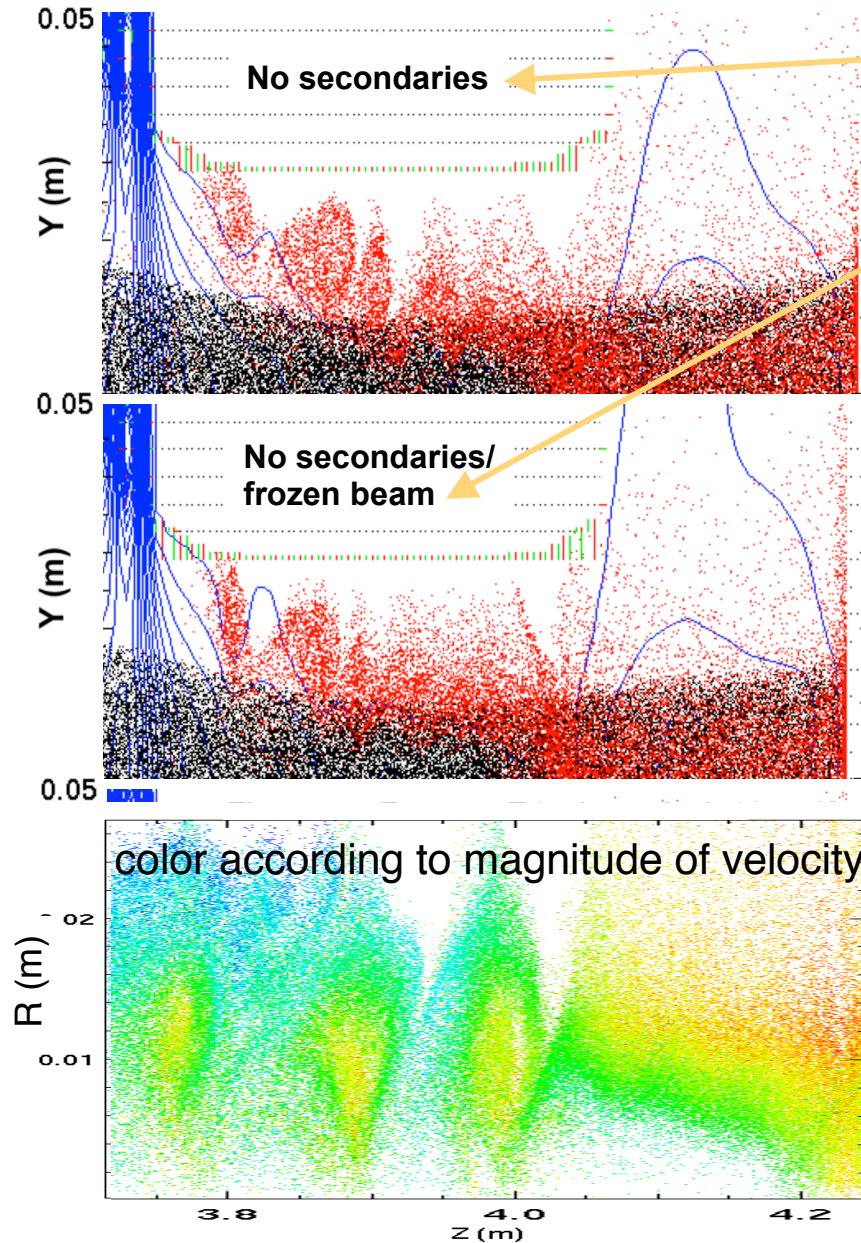 0.05
No secondaries
Y (m)
0.05
No secondaries/
frozen beam
Y (m)
0.05
color according to magnitude of velocity
02
R (m)
0.01
3.8
4.0
4.2
Z (m)